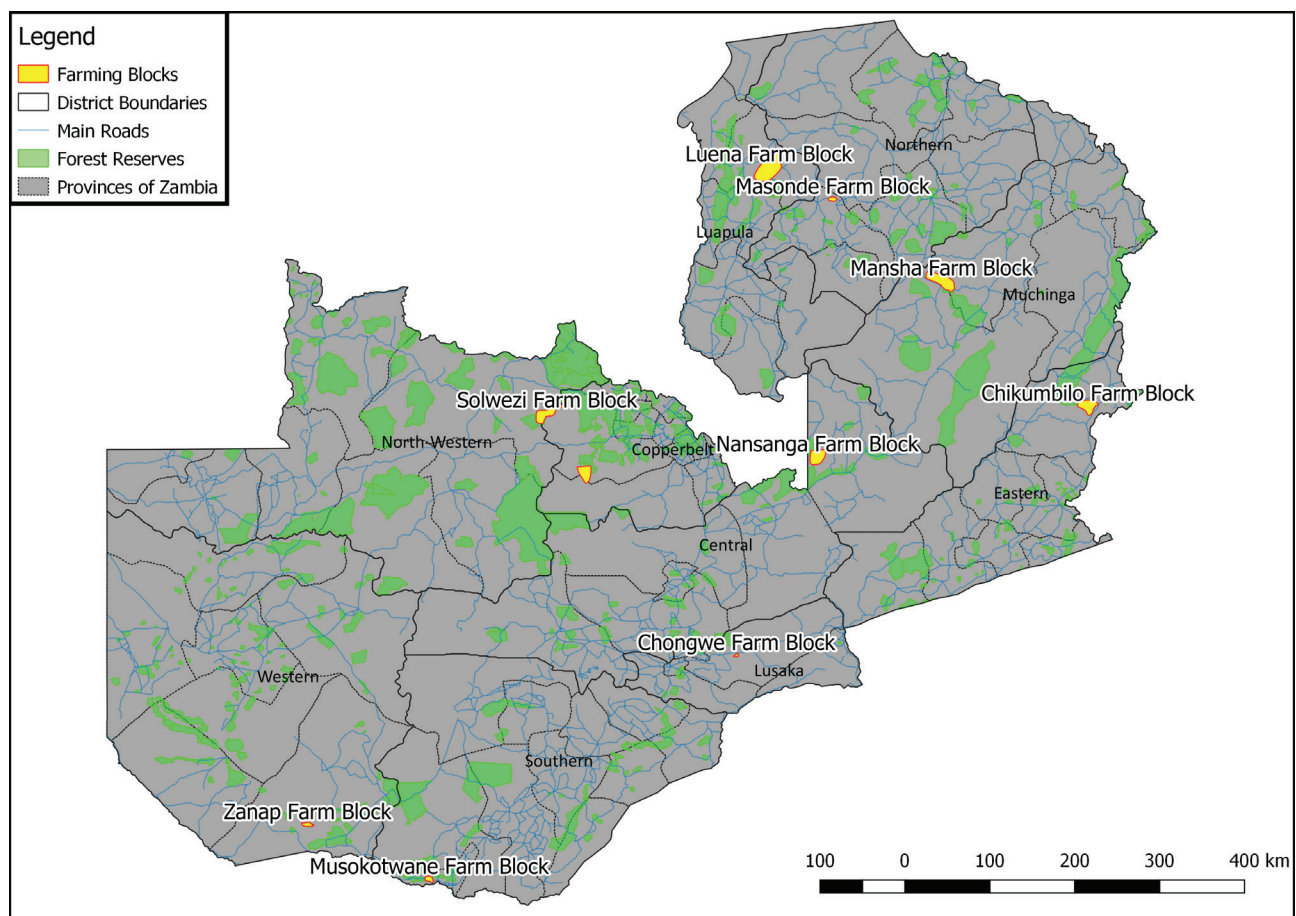 Legend
Farming Blocks
District Boundaries
Main Roads
Forest Reserves
Provinces of Zambia
Northern
Luena Farm Block
Masonde Farm Block
Luapula
Mansha Farm Block
Muchinga
Chikumbilo Farm Block
Solwezi Farm Block
North-Western
Copperbelt
Nansanga Farm Block
Eastern
Central
Chongwe Farm Block
Lusaka
Western
Southern
Zanap Farm Block
Musokotwane Farm Block
100 0 100 200 300 400 km